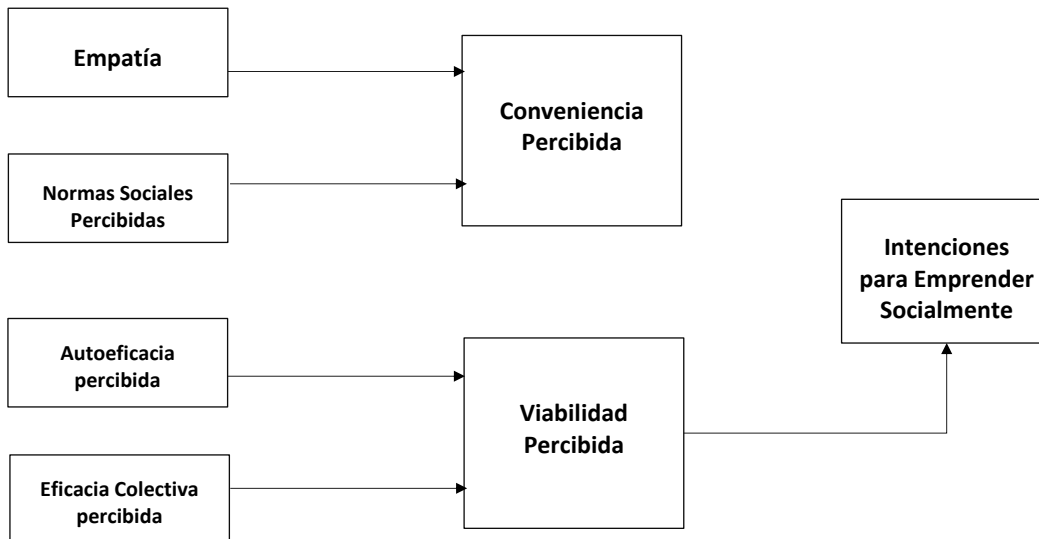 Empatía
Conveniencia
Percibida
Normas Sociales
Percibidas
Intenciones
para Emprender
Socialmente
Autoeficacia
percibida
Viabilidad
Percibida
Eficacia Colectiva
percibida